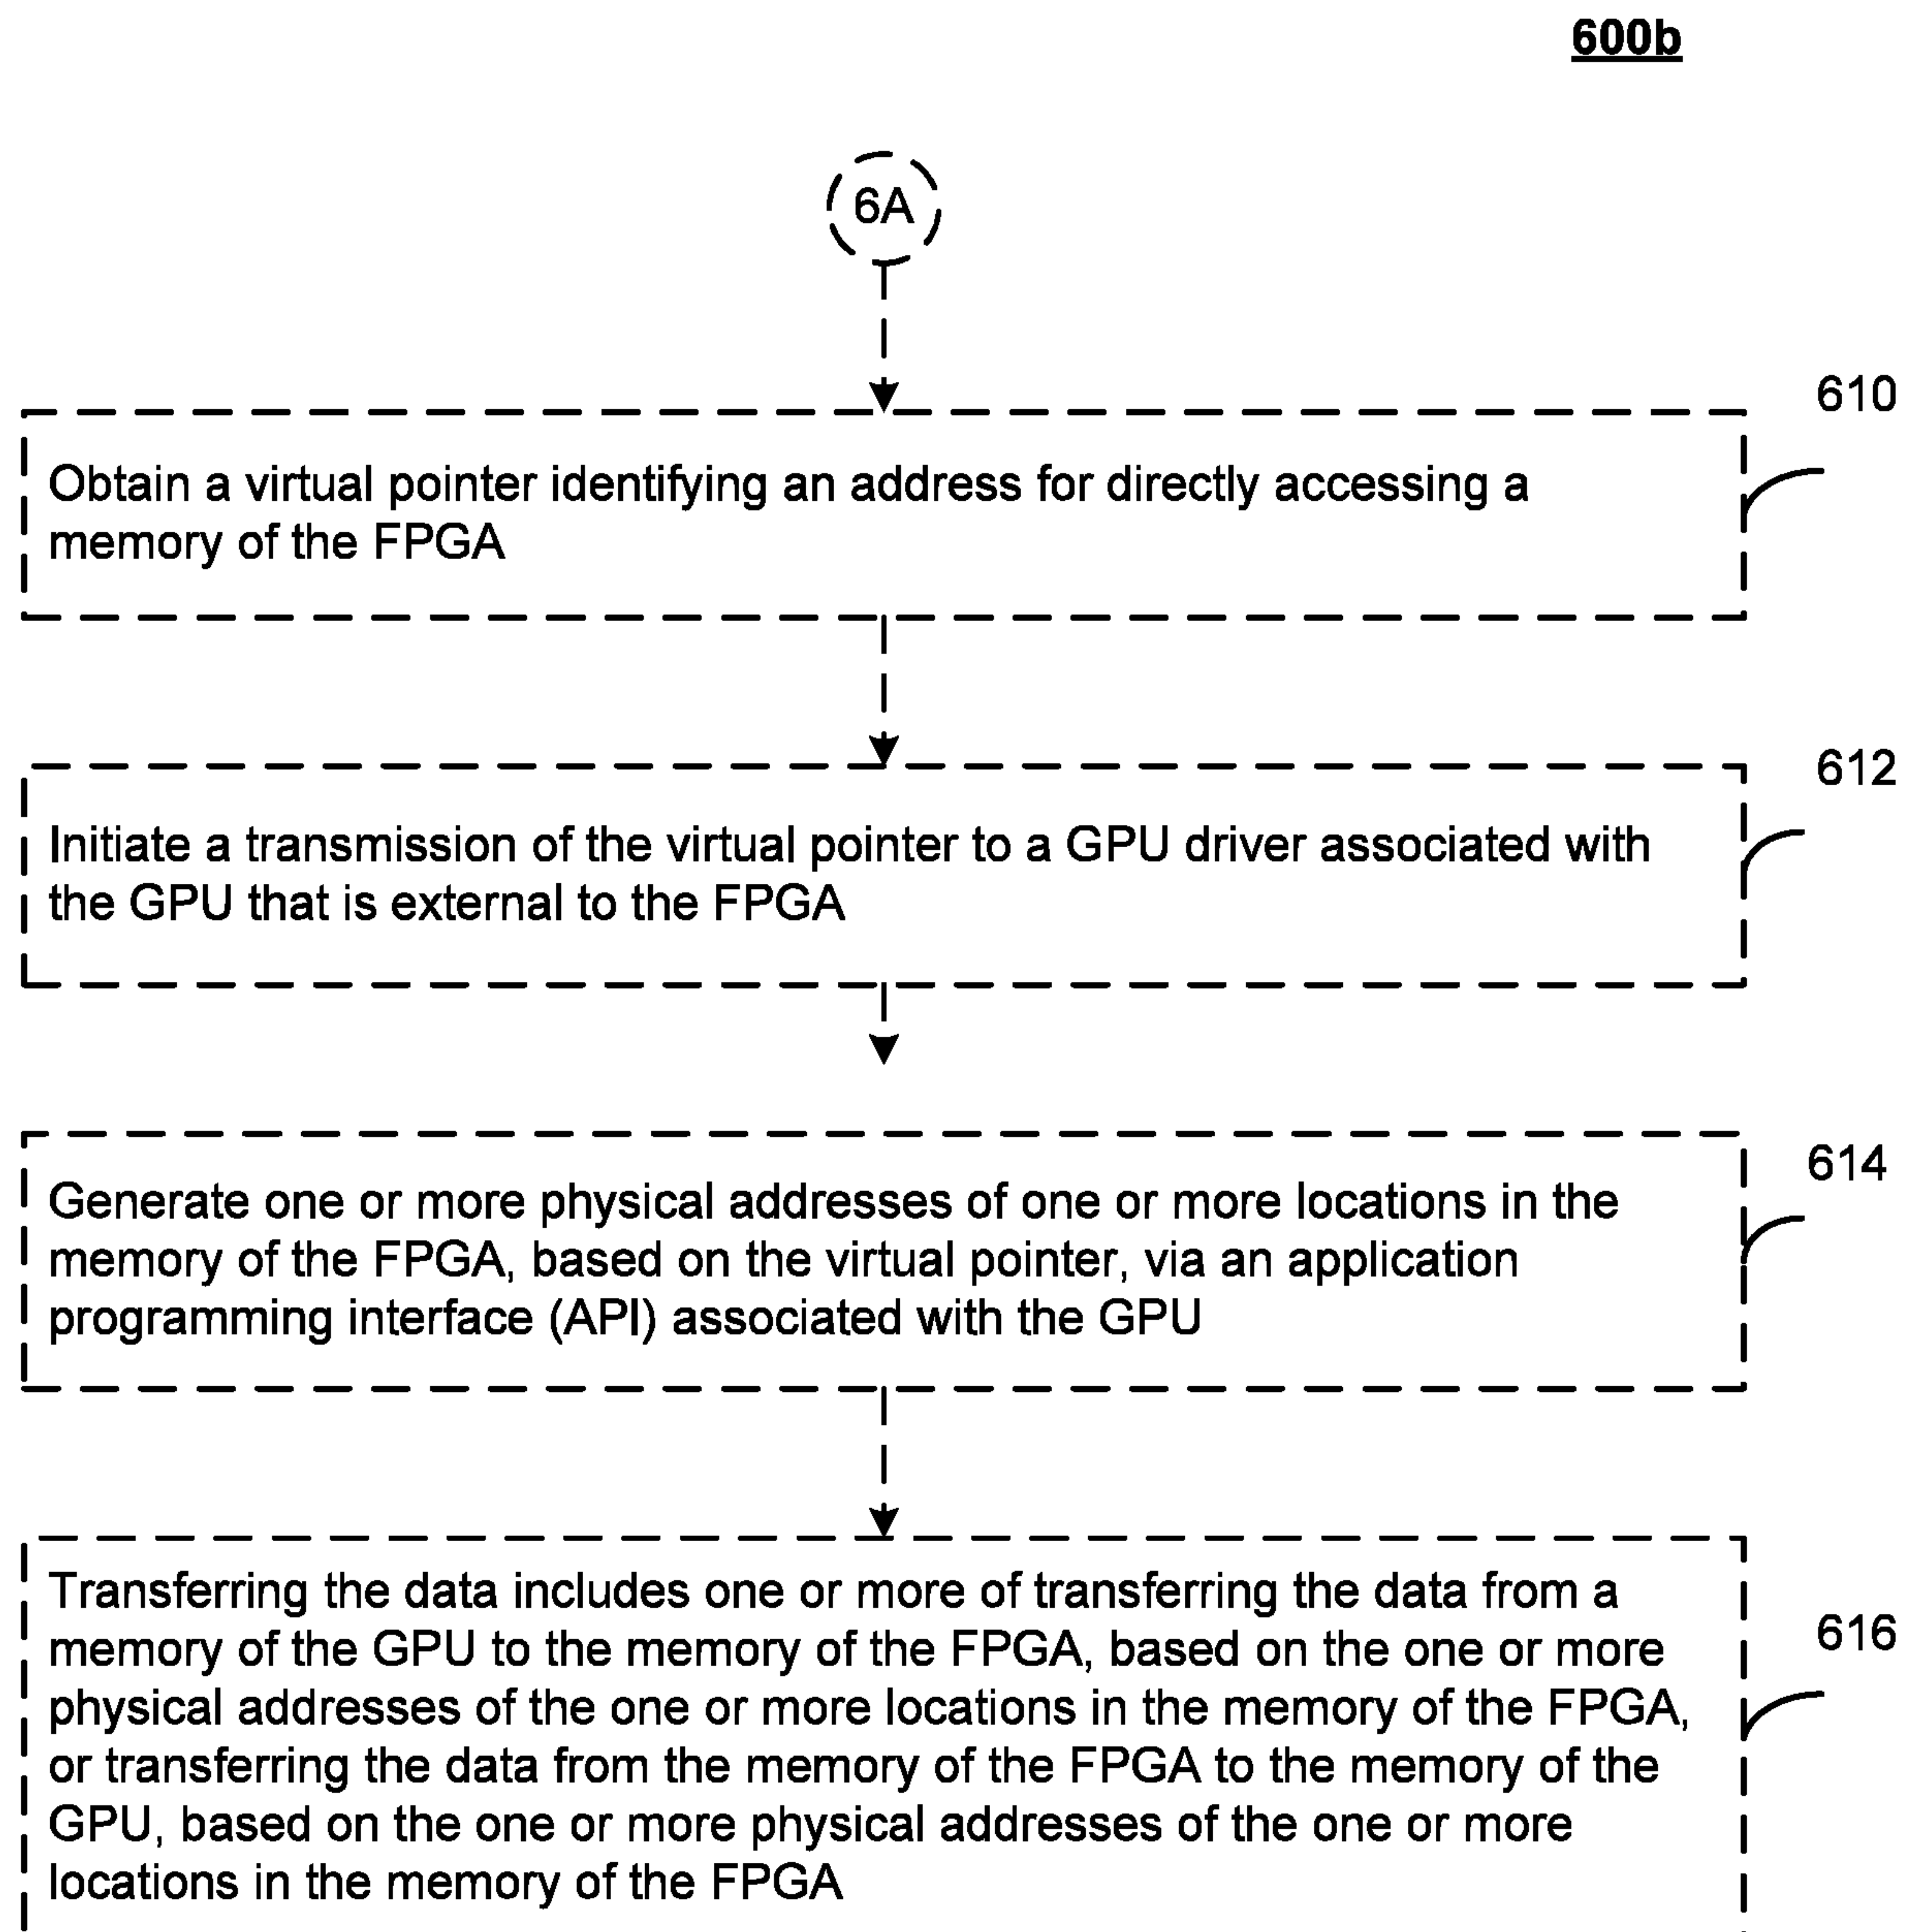 600b
6A
610
Obtain a virtual pointer identifying an address for directly accessing a
memory of the FPGA
612
Initiate a transmission of the virtual pointer to a GPU driver associated with
the GPU that is external to the FPGA
614
Generate one or more physical addresses of one or more locations in the
memory of the FPGA, based on the virtual pointer, via an application
programming interface (API) associated with the GPU
616
Transferring the data includes one or more of transferring the data from a
memory of the GPU to the memory of the FPGA, based on the one or more
physical addresses of the one or more locations in the memory of the FPGA,
or transferring the data from the memory of the FPGA to the memory of the
GPU, based on the one or more physical addresses of the one or more
locations in the memory of the FPGA